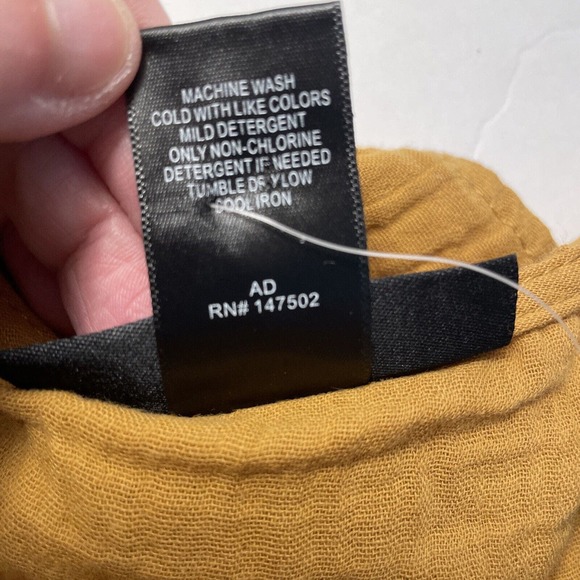 MACHINE WASH
COLD WITH LIKE COLORS
MILD DETERGENT
ONLY NON-CHLORINE
DETERGENT IF NEEDED
TUMBLE DRY LOW
COOL IRON
AD
RN# 147502